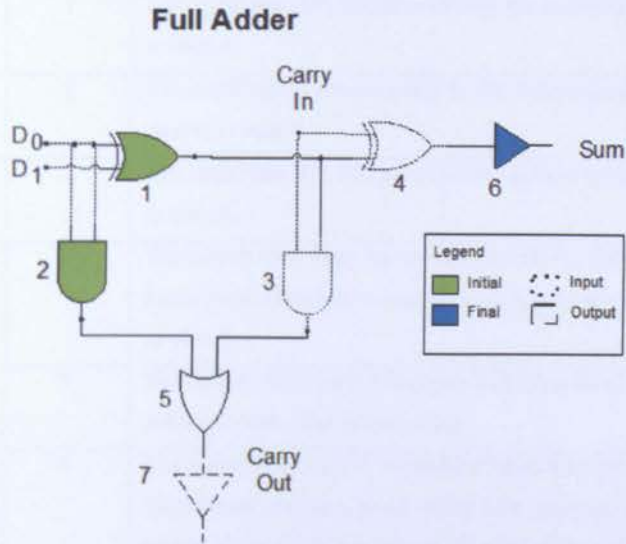 Full Adder
Carry
In
D0
D1
1
4
6
Sum
2
3
Legend
Initial
Input
Final
Output
5
7
Carry
Out